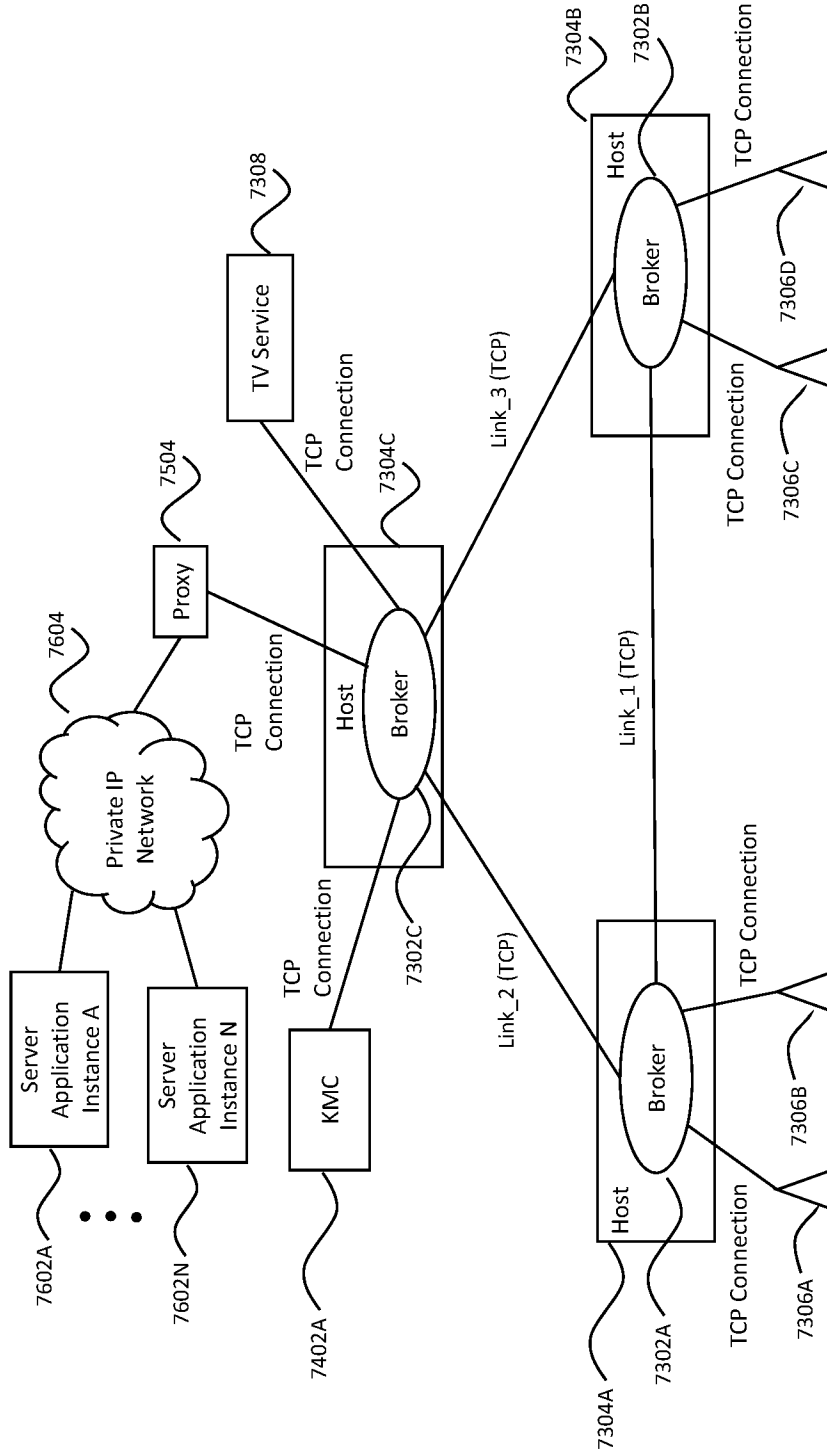 Server
Application
Instance A
7602A
Server
Application
Instance N
7602N
Private IP
Network
7604
Proxy
7504
TV Service
7308
KMC
7402A
TCP
Connection
TCP
Connection
TCP
Connection
Host
Broker
7304C
7302C
Link_2 (TCP)
Link_3 (TCP)
Link_1 (TCP)
Host
Broker
7304A
7302A
TCP Connection
TCP Connection
7306A
7306B
Host
Broker
7304B
7302B
TCP Connection
TCP Connection
7306C
7306D